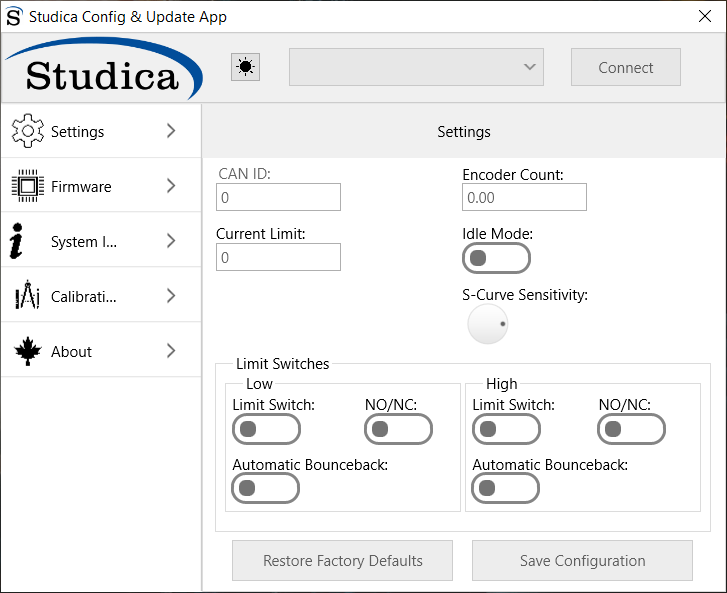 Studica Config & Update App
Studica
Connect
Settings
Firmware
System I...
Calibrati...
About
Settings
CAN ID:
Encoder Count:
0
0.00
Current Limit:
Idle Mode:
0
S-Curve Sensitivity:
Limit Switches
Low
Limit Switch:
NO/NC:
Automatic Bounceback:
High
Limit Switch:
NO/NC:
Automatic Bounceback:
Restore Factory Defaults
Save Configuration